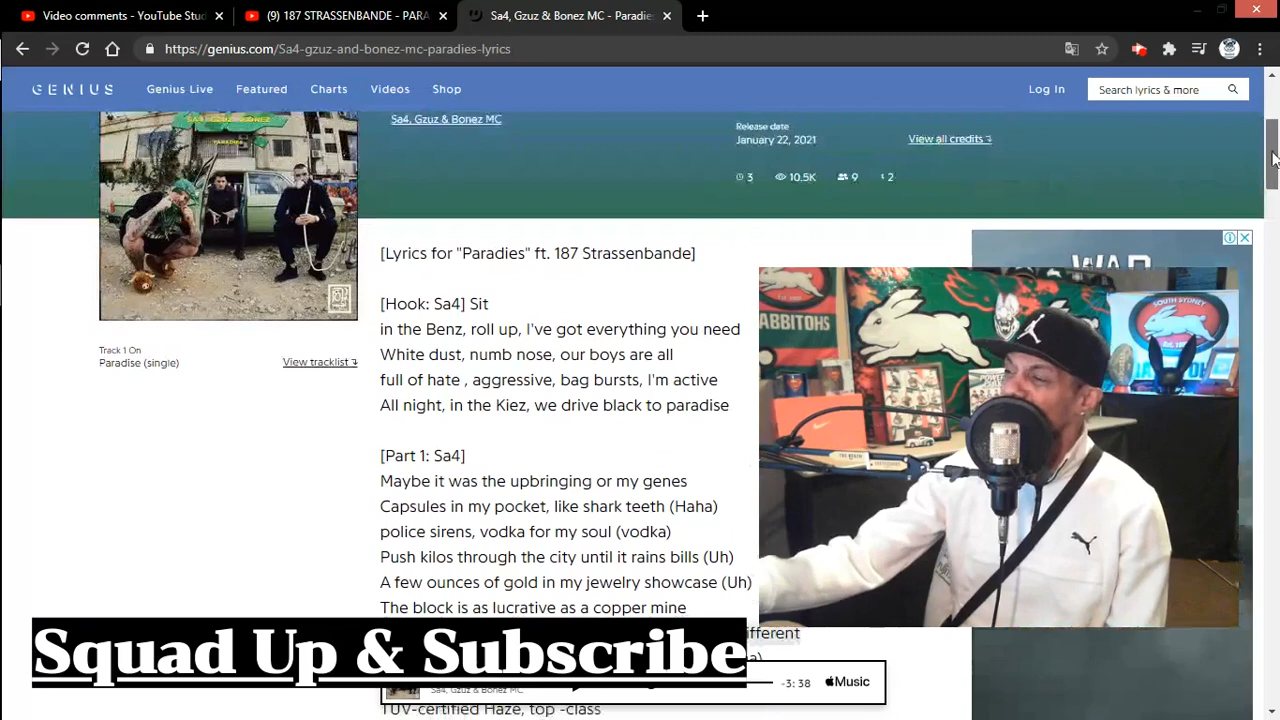 Video comments - YouTube Stud
(9) 187 STRASSENBANDE - PARA
Sa4, Gzuz & Bonez MC - Paradies
https://genius.com/Sa4-gzuz-and-bonez-mc-paradies-lyrics
GENIUS Genius Live Featured Charts Videos Shop Log In Search lyrics & more
Sa4, Gzuz & Bonez MC
Release date
January 22, 2021
View all credits
3 10.5K 9 2
Track 1 On
Paradise (single)
View tracklist
[Lyrics for "Paradies" ft. 187 Strassenbande]
[Hook: Sa4] Sit
in the Benz, roll up, I've got everything you need
White dust, numb nose, our boys are all
full of hate , aggressive, bag bursts, I'm active
All night, in the Kiez, we drive black to paradise
[Part 1: Sa4]
Maybe it was the upbringing or my genes
Capsules in my pocket, like shark teeth (Haha)
police sirens, vodka for my soul (vodka)
Push kilos through the city until it rains bills (Uh)
A few ounces of gold in my jewelry showcase (Uh)
The block is as lucrative as a copper mine
ifferent
TÜV-certified Haze, top -class
ABBITOHS
SOUTH SYDNEY
Squad Up & Subscribe
Sa4, Gzuz & Bonez MC
-3:38
Music